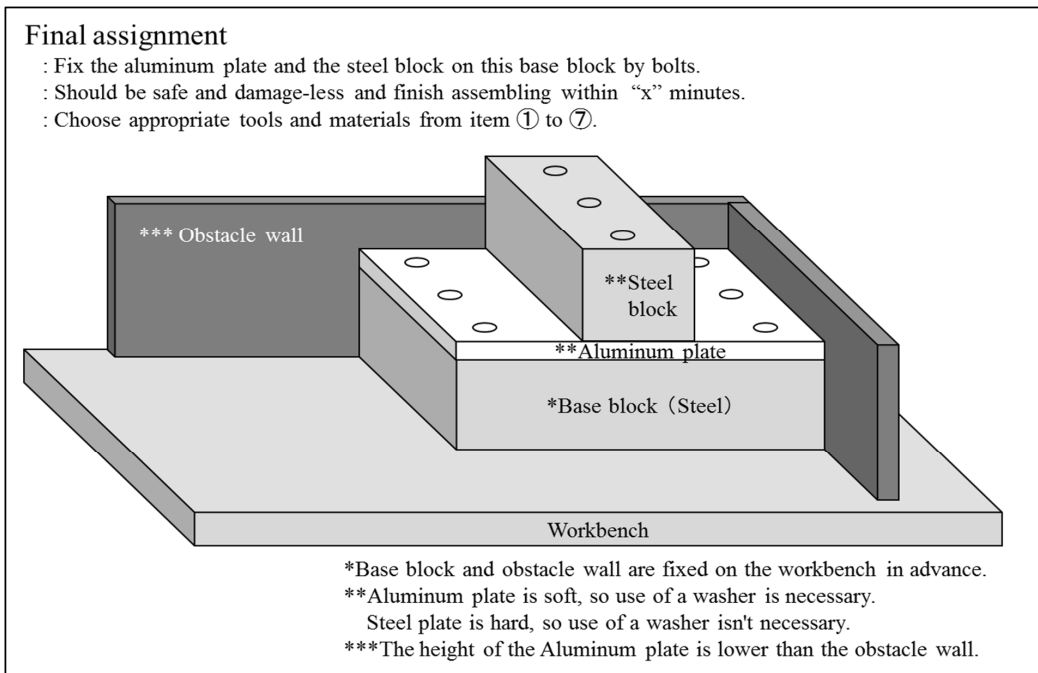 Final assignment
: Fix the aluminum plate and the steel block on this base block by bolts.
: Should be safe and damage-less and finish assembling within “x” minutes.
: Choose appropriate tools and materials from item ① to ⑦.
*** Obstacle wall
**Steel
block
**Aluminum plate
*Base block（Steel）
Workbench
*Base block and obstacle wall are fixed on the workbench in advance.
**Aluminum plate is soft, so use of a washer is necessary.
Steel plate is hard, so use of a washer isn't necessary.
***The height of the Aluminum plate is lower than the obstacle wall.